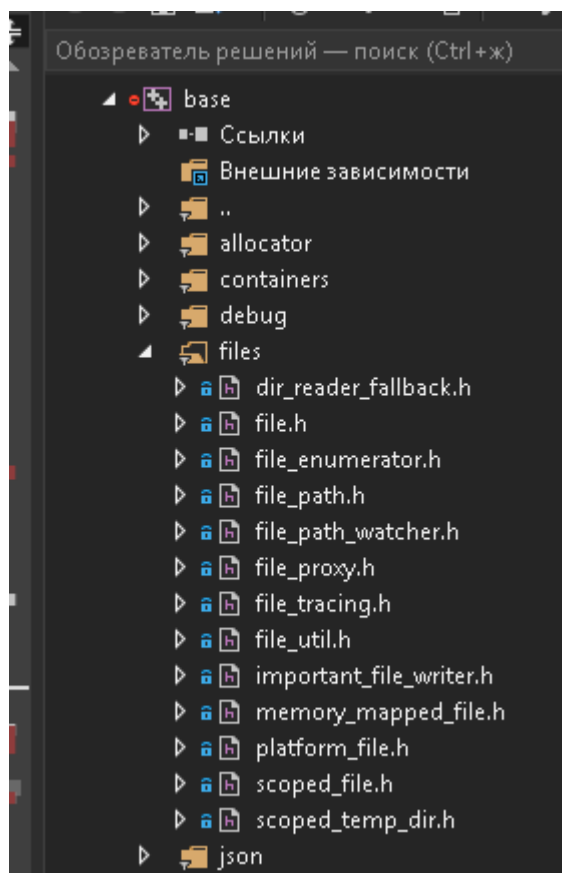 Обозреватель решений — поиск (Ctrl+ж)
base
Ссылки
Внешние зависимости
..
allocator
containers
debug
files
dir_reader_fallback.h
file.h
file_enumerator.h
file_path.h
file_path_watcher.h
file_proxy.h
file_tracing.h
file_util.h
important_file_writer.h
memory_mapped_file.h
platform_file.h
scoped_file.h
scoped_temp_dir.h
json